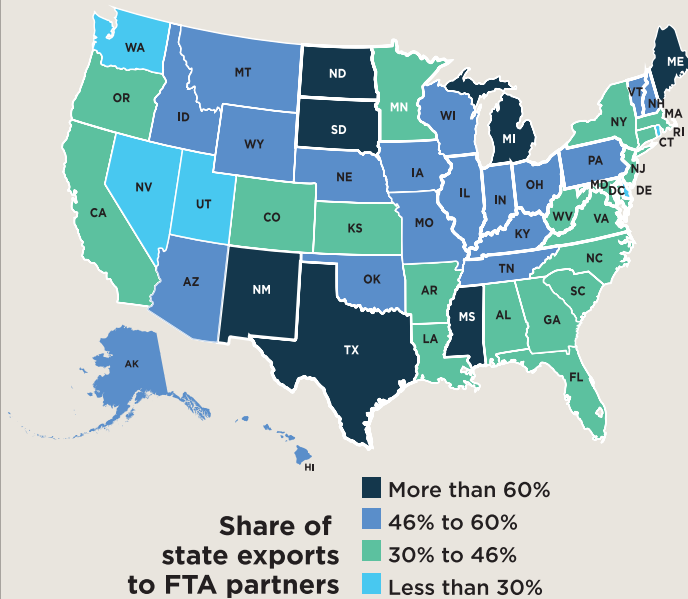 WA
MT
ND
ME
OR
ID
SD
MN
WI
VT
NH
NY
MA
WY
MI
RI
CT
NV
UT
NE
IA
PA
NJ
CA
CO
KS
MO
IL
IN
OH
MD
DC
DE
WV
VA
KY
AZ
NM
OK
AR
TN
NC
SC
TX
LA
MS
AL
GA
FL
AK
HI
Share of
state exports
to FTA partners
More than 60%
46% to 60%
30% to 46%
Less than 30%